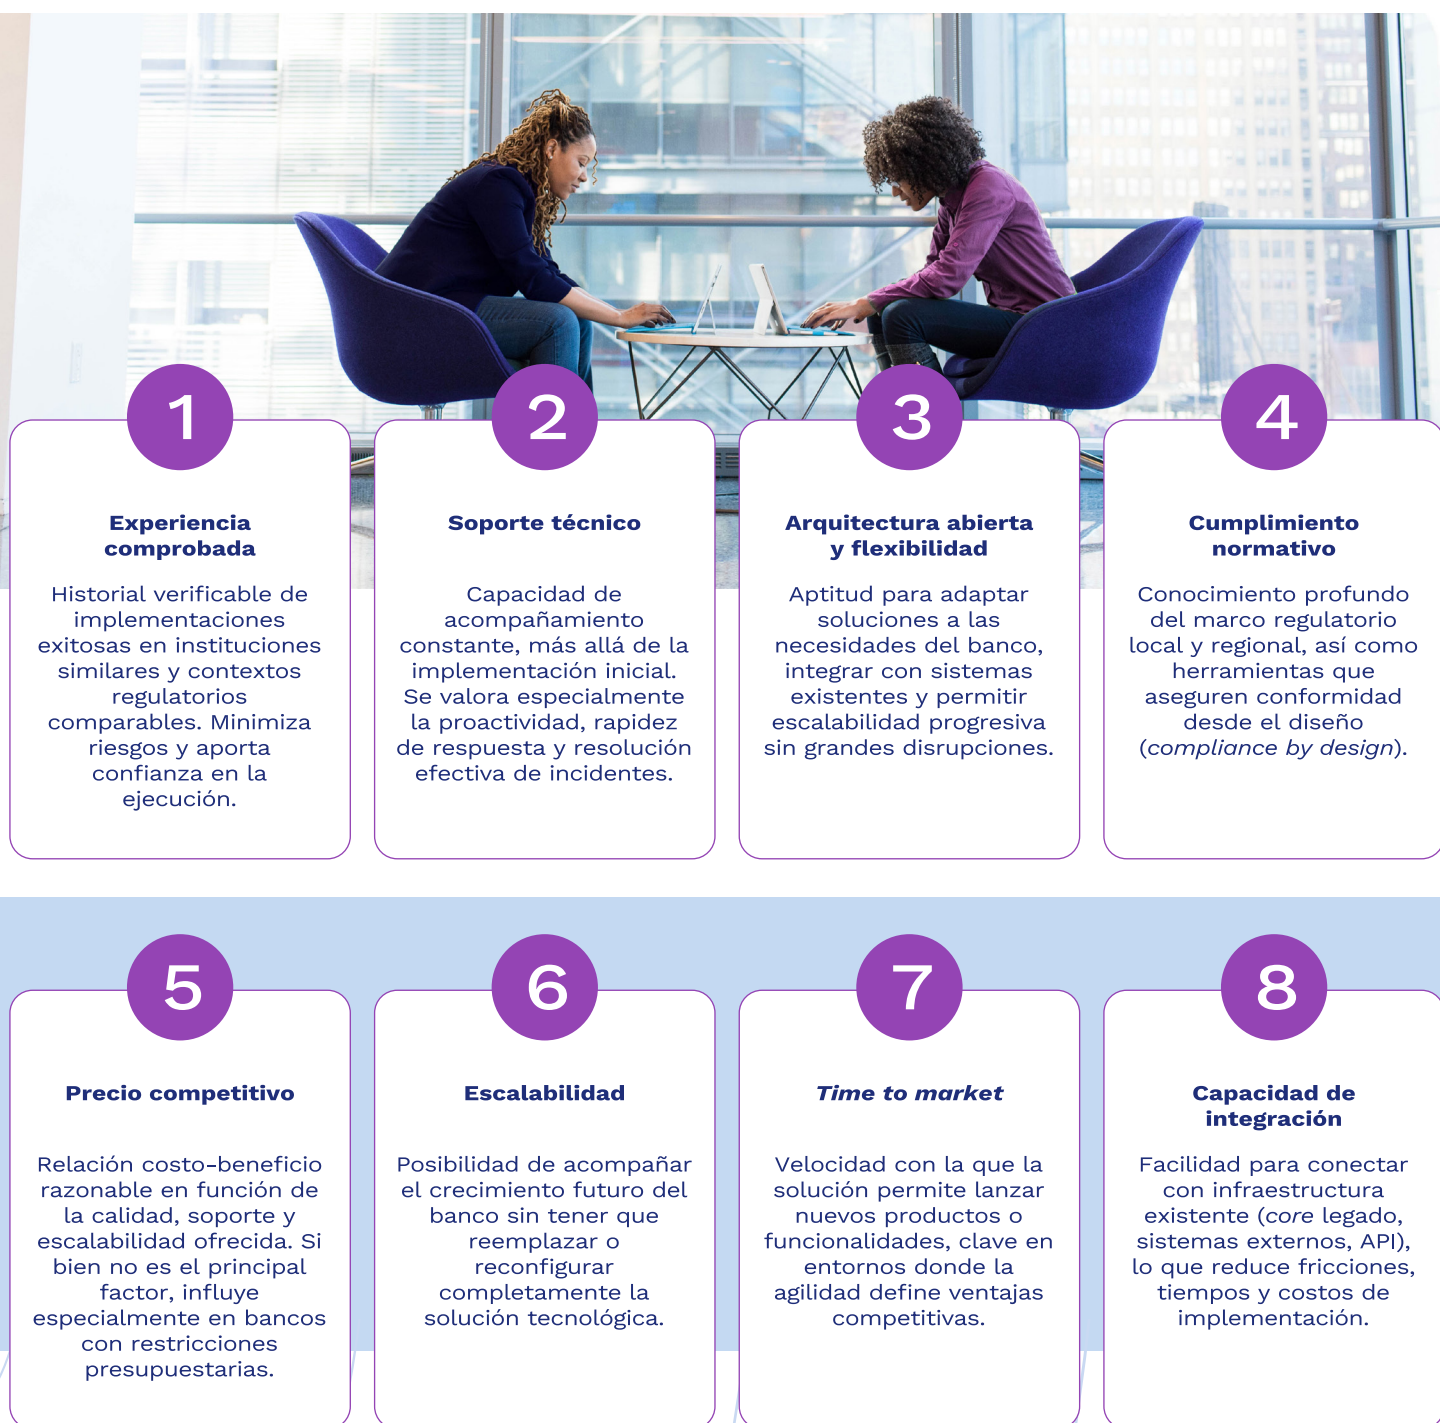 1
Experiencia
comprobada
Historial verificable de
implementaciones
exitosas en instituciones
similares y contextos
regulatorios
comparables. Minimiza
riesgos y aporta
confianza en la
ejecución.
2
Soporte técnico
Capacidad de
acompañamiento
constante, más allá de la
implementación inicial.
Se valora especialmente
la proactividad, rapidez
de respuesta y resolución
efectiva de incidentes.
3
Arquitectura abierta
y flexibilidad
Aptitud para adaptar
soluciones a las
necesidades del banco,
integrar con sistemas
existentes y permitir
escalabilidad progresiva
sin grandes disrupciones.
4
Cumplimiento
normativo
Conocimiento profundo
del marco regulatorio
local y regional, así como
herramientas que
aseguren conformidad
desde el diseño
(compliance by design).
5
Precio competitivo
Relación costo-beneficio
razonable en función de
la calidad, soporte y
escalabilidad ofrecida. Si
bien no es el principal
factor, influye
especialmente en bancos
con restricciones
presupuestarias.
6
Escalabilidad
Posibilidad de acompañar
el crecimiento futuro del
banco sin tener que
reemplazar o
reconfigurar
completamente la
solución tecnológica.
7
Time to market
Velocidad con la que la
solución permite lanzar
nuevos productos o
funcionalidades, clave en
entornos donde la
agilidad define ventajas
competitivas.
8
Capacidad de
integración
Facilidad para conectar
con infraestructura
existente (core legado,
sistemas externos, API),
lo que reduce fricciones,
tiempos y costos de
implementación.